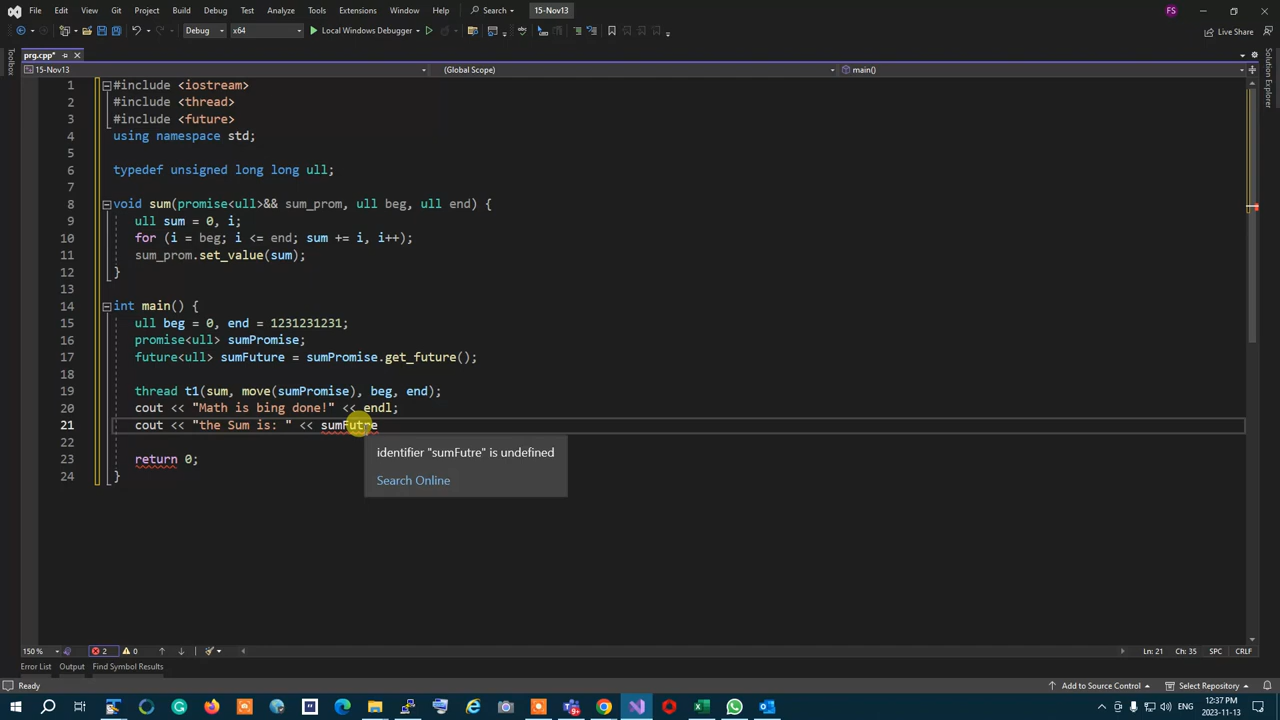 File Edit View Git Project Build Debug Test Analyze Tools Extensions Window Help Search 15-Nov13 FS
Debug x64 Local Windows Debugger Live Share
prg.cpp*
15-Nov13 (Global Scope) main()
Toolbox
Solution Explorer
1 #include <iostream>
2 #include <thread>
3 #include <future>
4 using namespace std;
5
6 typedef unsigned long long ull;
7
8 void sum(promise<ull>&& sum_prom, ull beg, ull end) {
9 ull sum = 0, i;
10 for (i = beg; i <= end; sum += i, i++);
11 sum_prom.set_value(sum);
12 }
13
14 int main() {
15 ull beg = 0, end = 1231231231;
16 promise<ull> sumPromise;
17 future<ull> sumFuture = sumPromise.get_future();
18
19 thread t1(sum, move(sumPromise), beg, end);
20 cout << "Math is bing done!" << endl;
21 cout << "the Sum is: " << sumFutre
22
identifier "sumFutre" is undefined
23 return 0;
24 }
Search Online
150 % 2 0 Ln: 21 Ch: 35 SPC CRLF
Error List Output Find Symbol Results
Ready Add to Source Control Select Repository
ENG 12:37 PM
2023-11-13